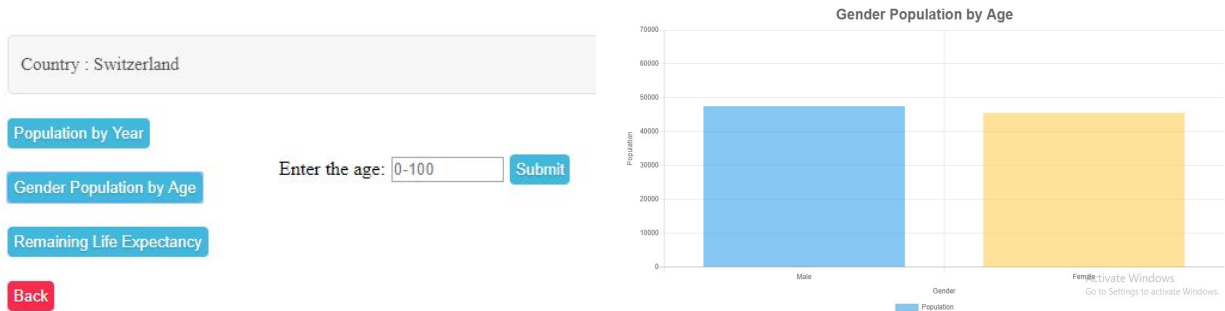 Country : Switzerland
Population by Year
Enter the age: 0-100 Submit
Gender Population by Age
Remaining Life Expectancy
Back
Gender Population by Age
70000
60000
50000
40000
30000
20000
10000
0
Population
Male Female
Gender
Population
Activate Windows
Go to Settings to activate Windows.